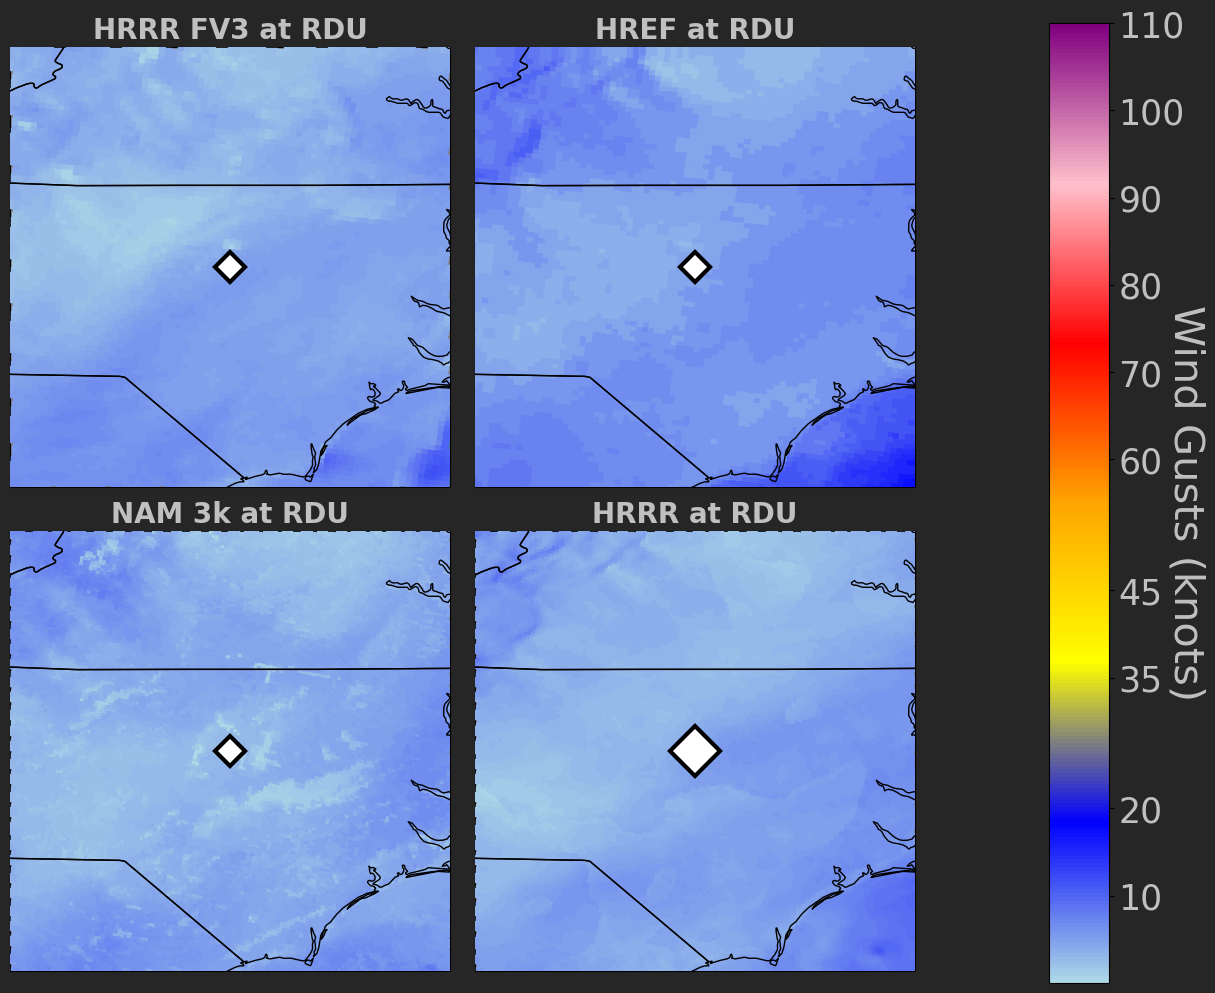 HRRR FV3 at RDU
HREF at RDU
NAM 3k at RDU
HRRR at RDU
110
100
90
80
70
60
45
35
20
10
Wind Gusts (knots)